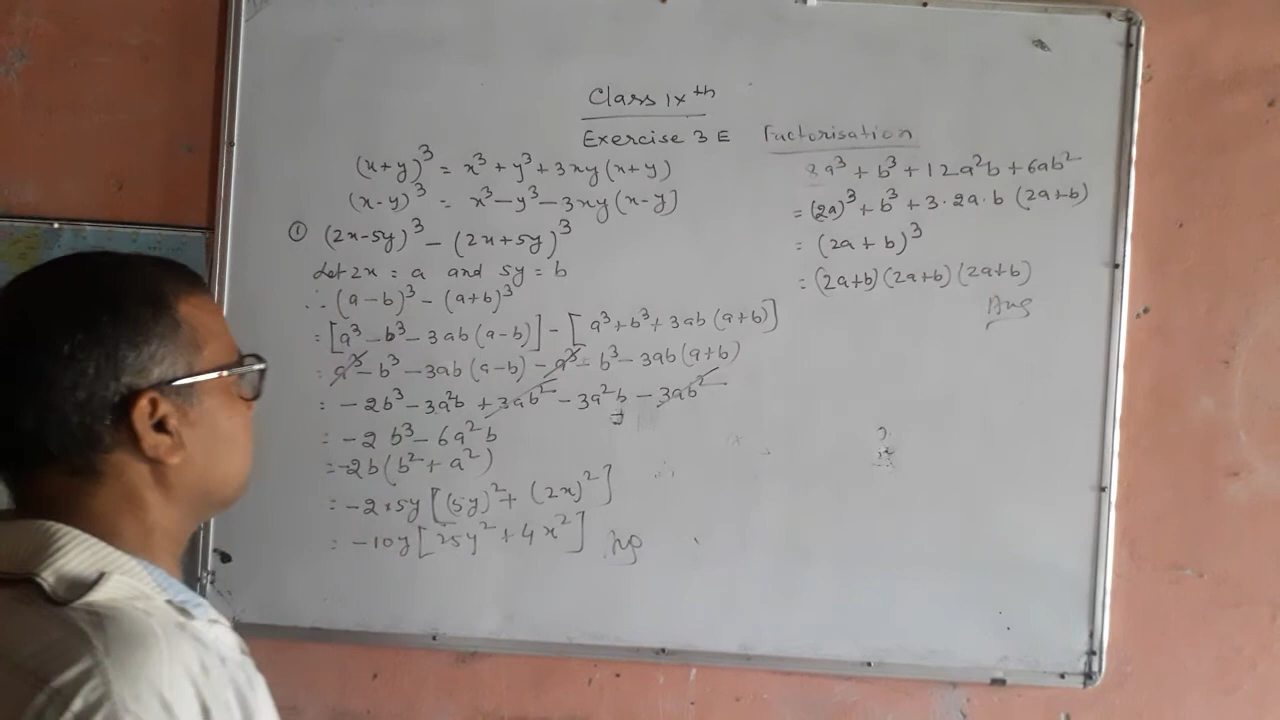 Class IXth
Exercise 3E Factorisation
(x+y)³ = x³ + y³ + 3xy(x+y)
(x-y)³ = x³ - y³ - 3xy(x-y]
① (2x-5y)³ - (2x+5y)³
Let 2x = a and 5y = b
∴ (a-b)³ - (a+b)³
= [a³ - b³ - 3ab(a-b)] - [a³+b³+3ab(a+b)]
= a³ - b³ - 3ab(a-b) - a³ - b³ - 3ab(a+b)
= -2b³ - 3a²b + 3ab² - 3a²b - 3ab²
= -2b³ - 6a²b
= -2b(b² + a²)
= -2×5y[(5y)² + (2x)²]
= -10y[25y² + 4x²]
8a³ + b³ + 12a²b + 6ab²
= (2a)³ + b³ + 3·2a·b (2a+b)
= (2a+b)³
= (2a+b)(2a+b)(2a+b)
Ans